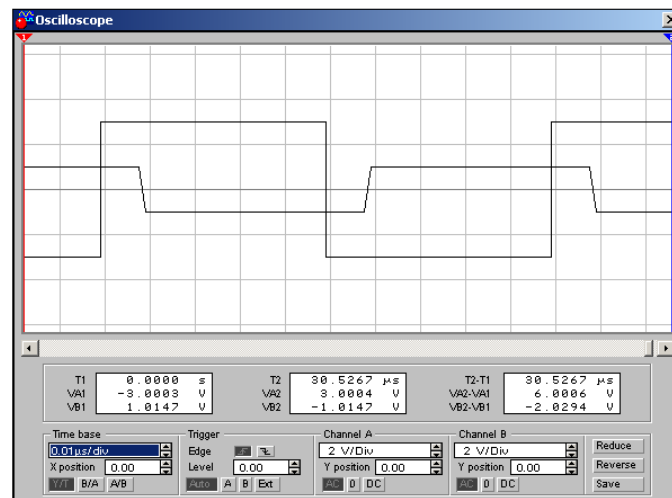 Oscilloscope
1
T1 0.0000 s T2 30.5267 µs T2-T1 30.5267 µs
VA1 -3.0003 V VA2 3.0004 V VA2-VA1 6.0006 V
VB1 1.0147 V VB2 -1.0147 V VB2-VB1 -2.0294 V
Time base Trigger Channel A Channel B
0.01µs/div Edge 2 V/Div 2 V/Div Reduce
X position 0.00 Level 0.00 Y position 0.00 Y position 0.00 Reverse
Y/T B/A A/B Auto A B Ext AC 0 DC AC 0 DC Save